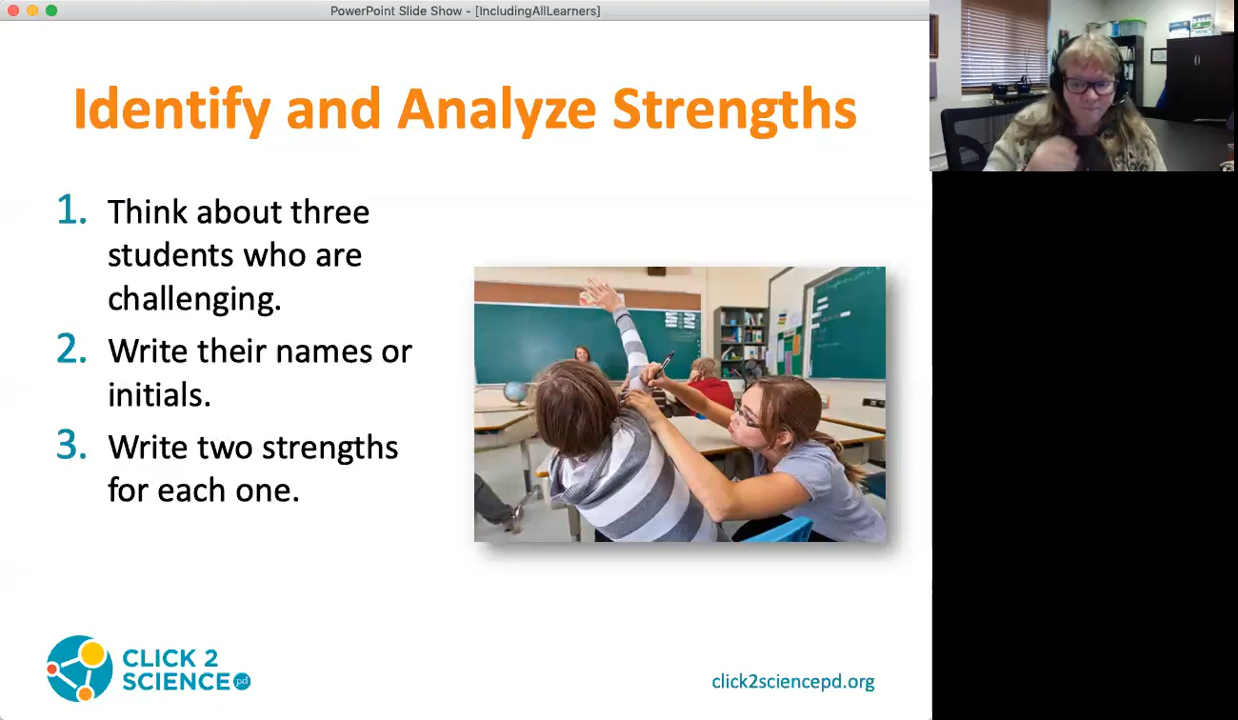 PowerPoint Slide Show - [IncludingAllLearners]
Identify and Analyze Strengths
1. Think about three
students who are
challenging.
2. Write their names or
initials.
3. Write two strengths
for each one.
CLICK 2
SCIENCE pd
click2sciencepd.org